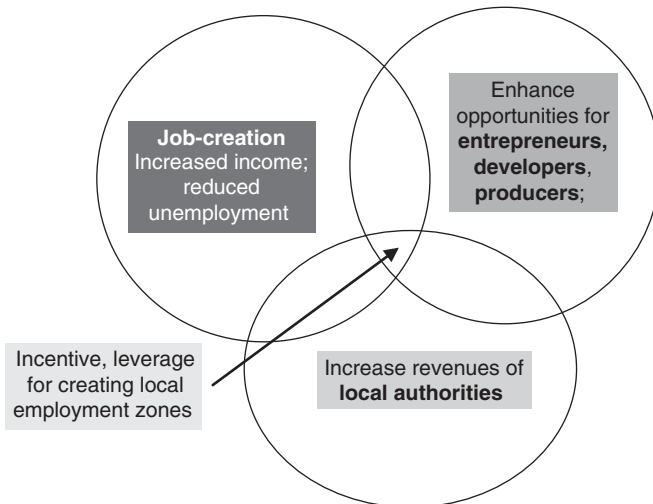 Job-creation
Increased income;
reduced
unemployment
Enhance
opportunities for
entrepreneurs,
developers,
producers;
Incentive, leverage
for creating local
employment zones
Increase revenues of
local authorities